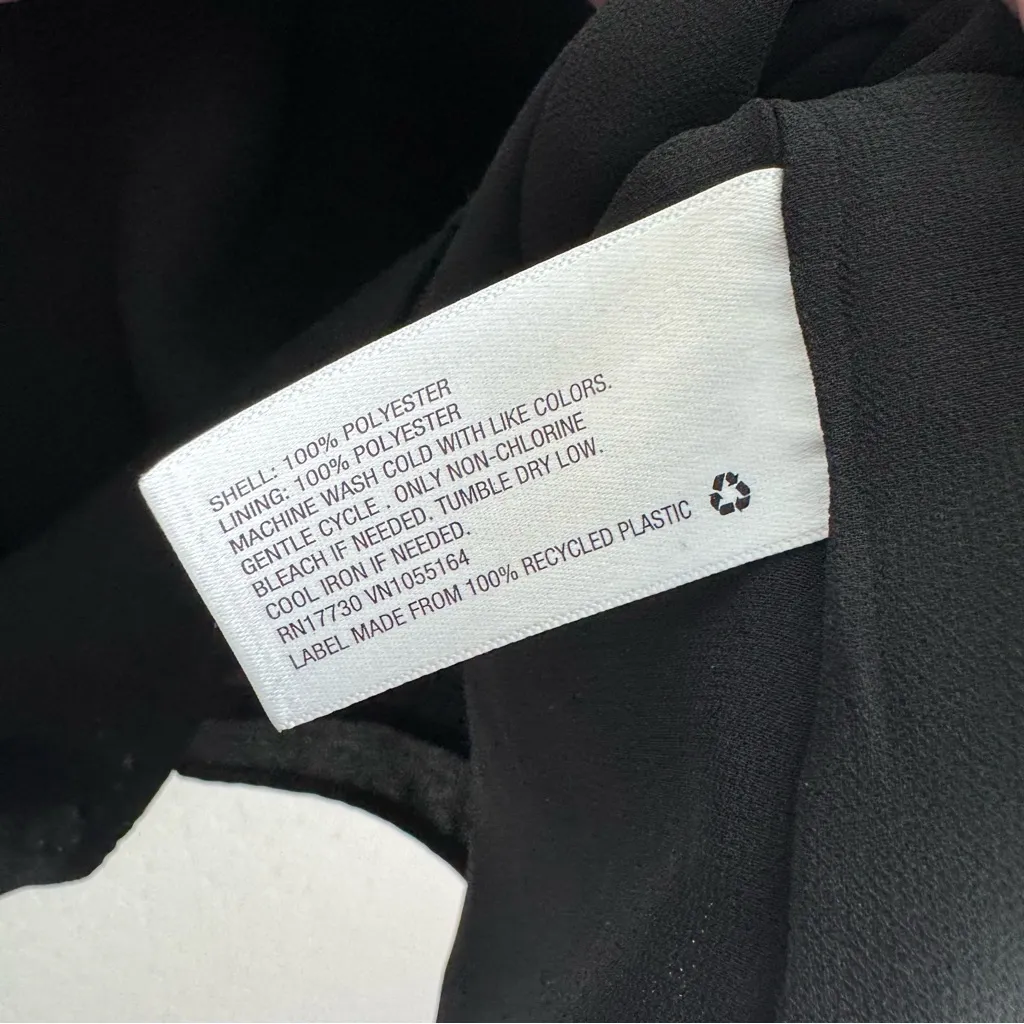 SHELL: 100% POLYESTER
LINING: 100% POLYESTER
MACHINE WASH COLD WITH LIKE COLORS.
GENTLE CYCLE . ONLY NON-CHLORINE
BLEACH IF NEEDED. TUMBLE DRY LOW.
COOL IRON IF NEEDED.
RN17730 VN1055164
LABEL MADE FROM 100% RECYCLED PLASTIC